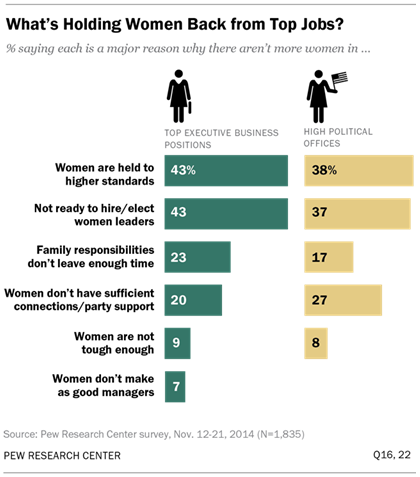 What's Holding Women Back from Top Jobs?
% saying each is a major reason why there aren't more women in ...
TOP EXECUTIVE BUSINESS
POSITIONS
HIGH POLITICAL
OFFICES
Women are held to
higher standards
43%
38%
Not ready to hire/elect
women leaders
43
37
Family responsibilities
don't leave enough time
23
17
Women don't have sufficient
connections/party support
20
27
Women are not
tough enough
9
8
Women don't make
as good managers
7
Source: Pew Research Center survey, Nov. 12-21, 2014 (N=1,835)
PEW RESEARCH CENTER
Q16, 22